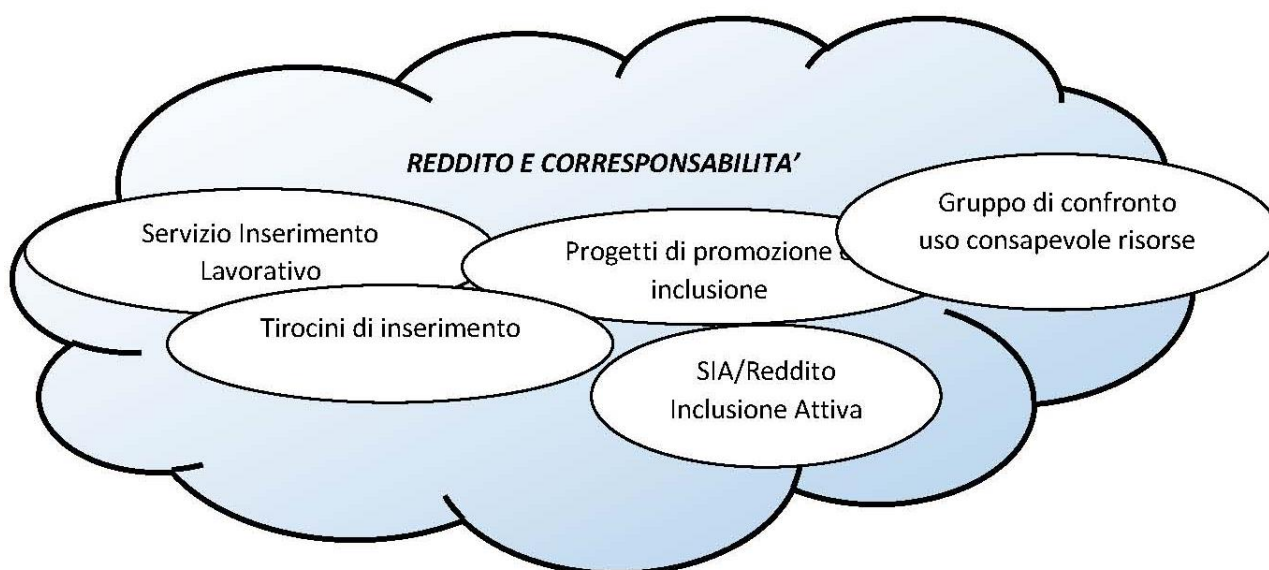 REDDITO E CORRESPONSABILITA'
Servizio Inserimento
Lavorativo
Progetti di promozione e
inclusione
Gruppo di confronto
uso consapevole risorse
Tirocini di inserimento
SIA/Reddito
Inclusione Attiva